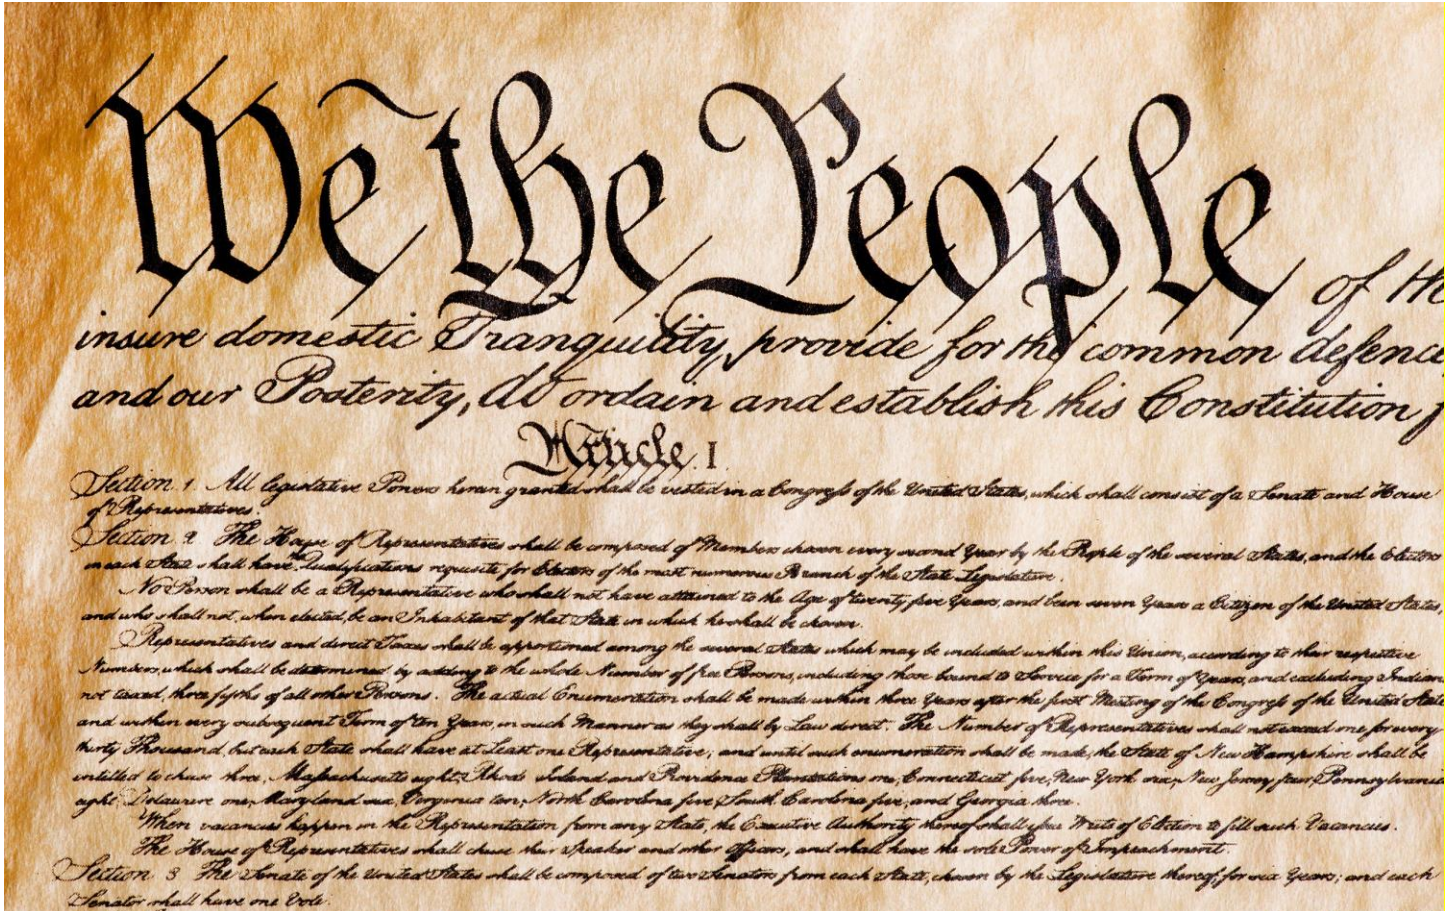 We the People of the
insure domestic Tranquility, provide for the common defence,
and our Posterity, do ordain and establish this Constitution f
Article. I.
Section. 1. All legislative Powers herein granted shall be vested in a Congress of the United States, which shall consist of a Senate and House
of Representatives.
Section. 2. The House of Representatives shall be composed of Members chosen every second Year by the People of the several States, and the Electors
in each State shall have the Qualifications requisite for Electors of the most numerous Branch of the State Legislature.
No Person shall be a Representative who shall not have attained to the Age of twenty five Years, and been seven Years a Citizen of the United States,
and who shall not, when elected, be an Inhabitant of that State in which he shall be chosen.
Representatives and direct Taxes shall be apportioned among the several States which may be included within this Union, according to their respective
Numbers, which shall be determined by adding to the whole Number of free Persons, including those bound to Service for a Term of Years, and excluding Indians
not taxed, three fifths of all other Persons. The actual Enumeration shall be made within three Years after the first Meeting of the Congress of the United State
and within every subsequent Term of ten Years, in such Manner as they shall by Law direct. The Number of Representatives shall not exceed one for every
thirty Thousand, but each State shall have at Least one Representative; and until such enumeration shall be made, the State of New Hampshire shall be
entitled to chuse three, Massachusetts eight, Rhode Island and Providence Plantations one, Connecticut five, New York six, New Jersey four, Pennsylvania
eight, Delaware one, Maryland six, Virginia ten, North Carolina five, South Carolina five, and Georgia three.
When vacancies happen in the Representation from any State, the Executive Authority thereof shall issue Writs of Election to fill such Vacancies.
The House of Representatives shall chuse their Speaker and other Officers; and shall have the sole Power of Impeachment.
Section. 3. The Senate of the United States shall be composed of two Senators from each State, chosen by the Legislature thereof, for six Years; and each
Senator shall have one Vote.